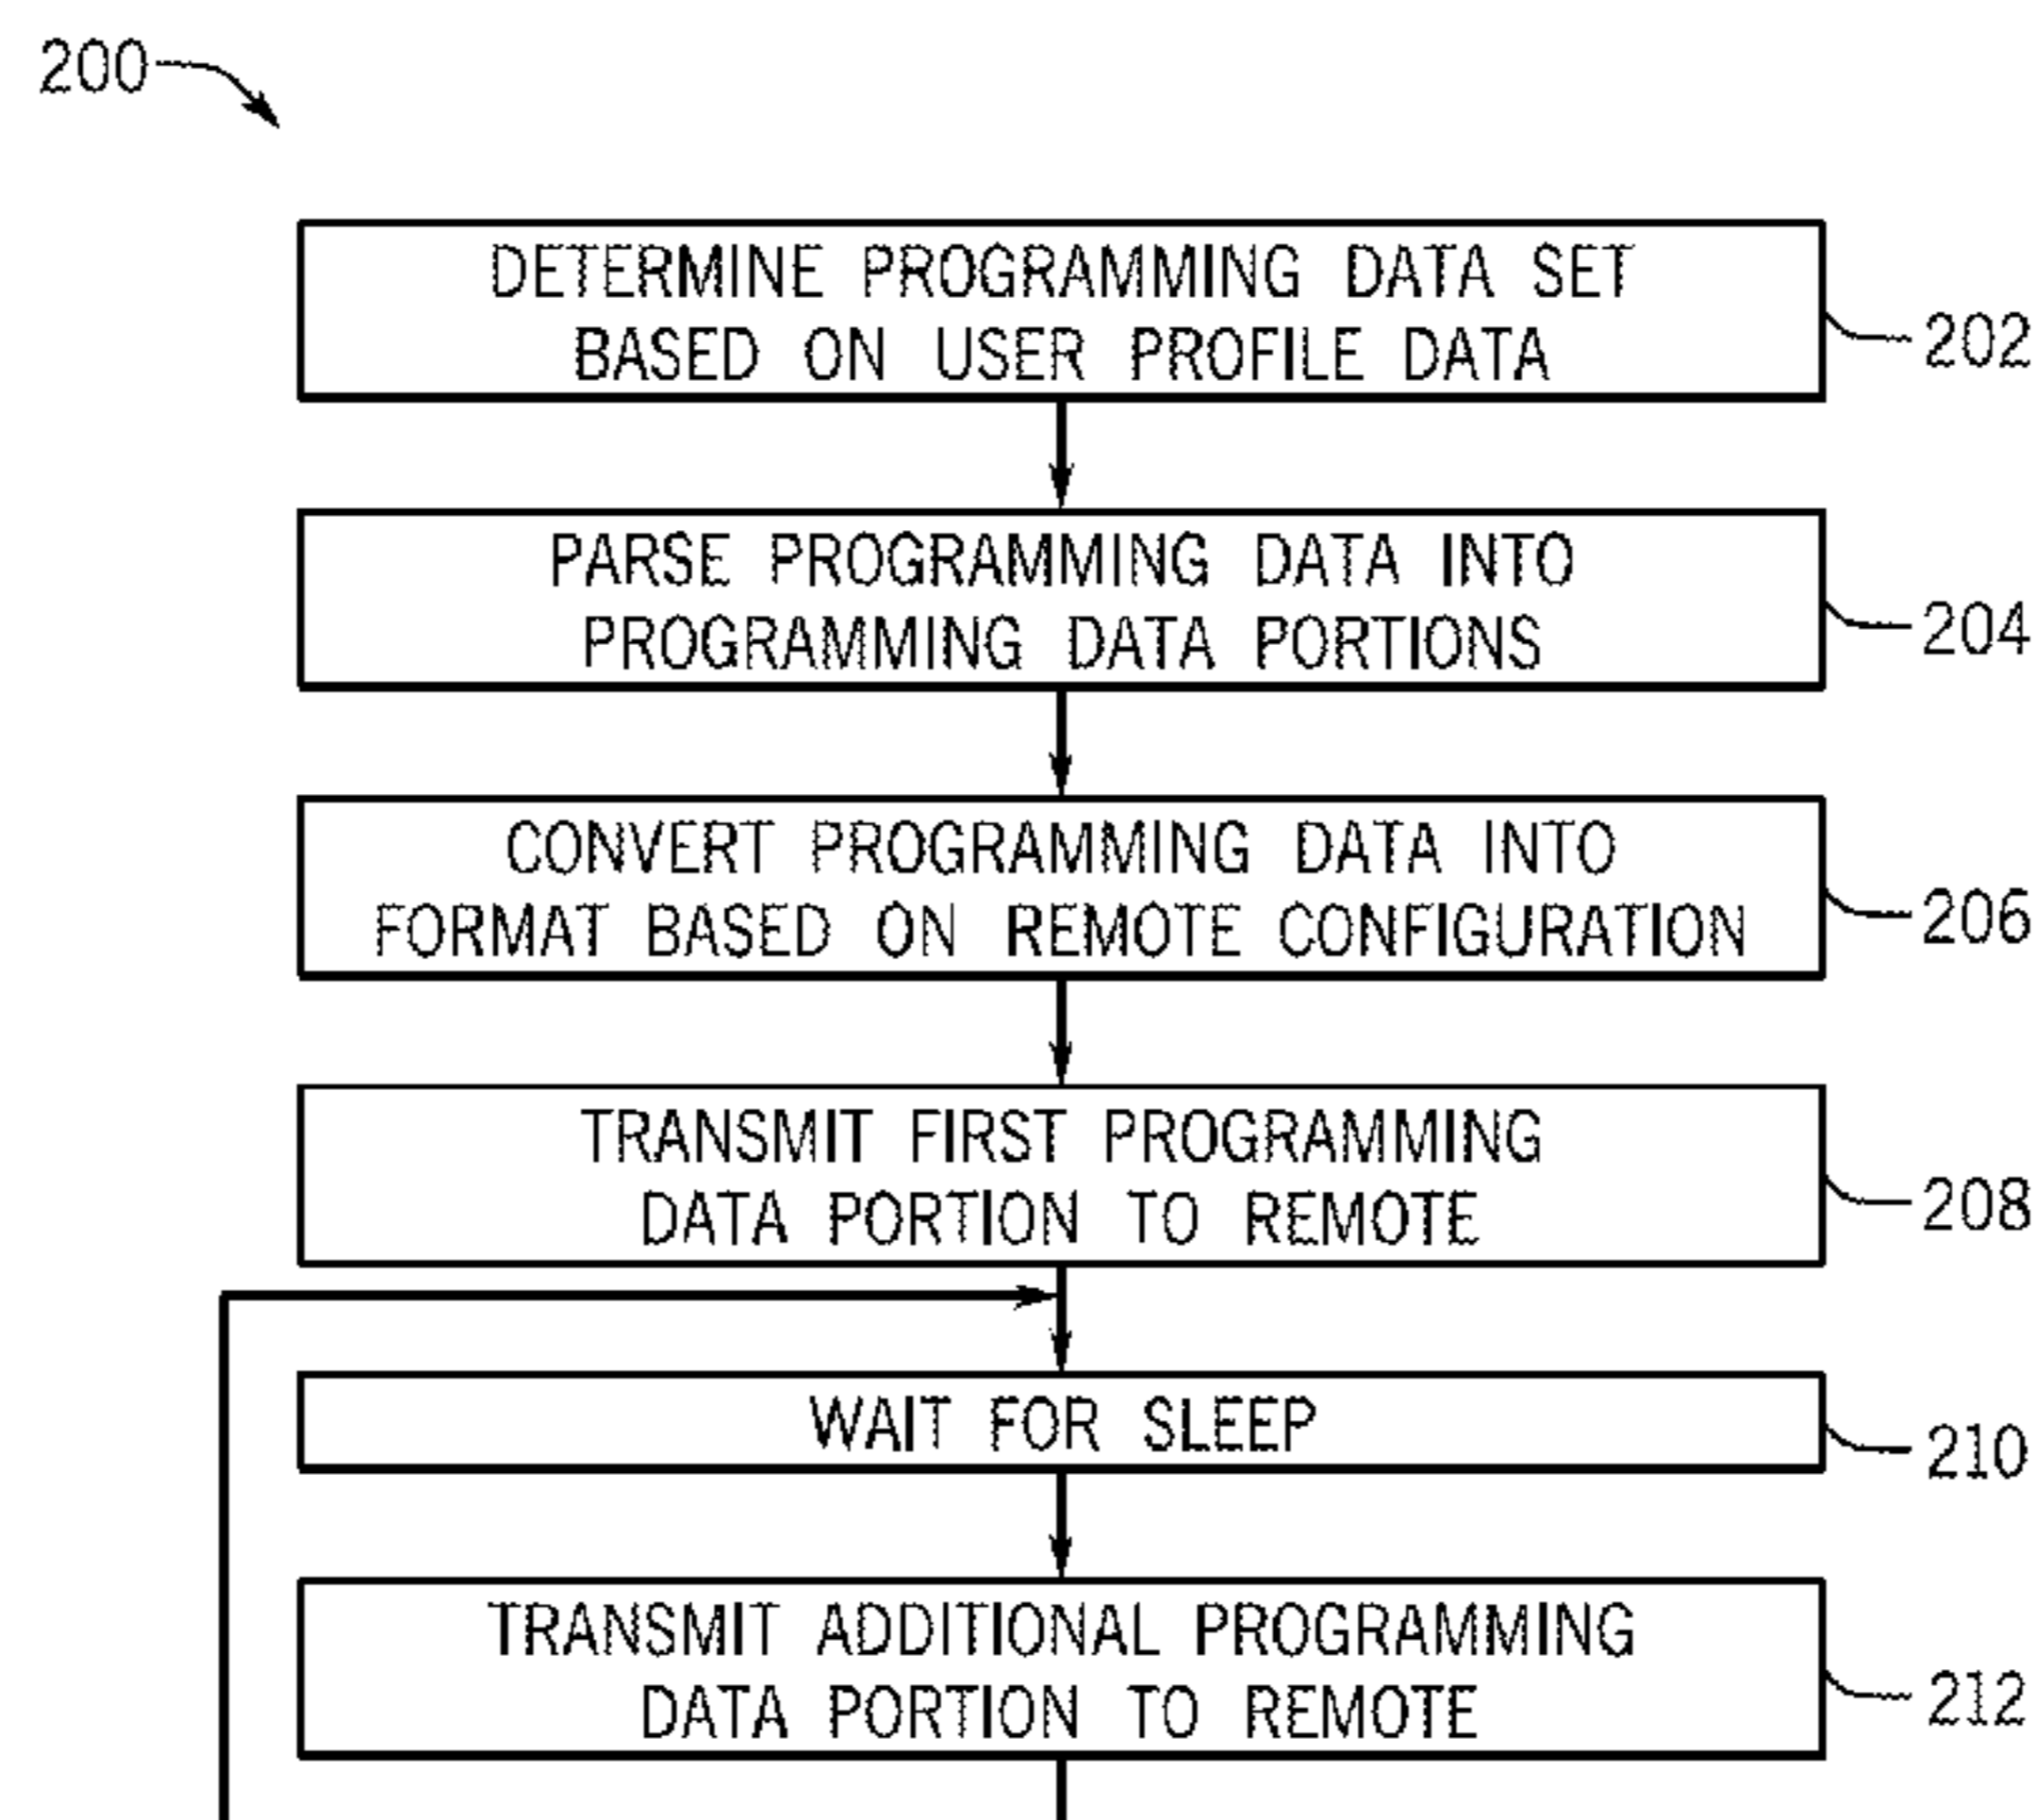 200
DETERMINE PROGRAMMING DATA SET
BASED ON USER PROFILE DATA
202
PARSE PROGRAMMING DATA INTO
PROGRAMMING DATA PORTIONS
204
CONVERT PROGRAMMING DATA INTO
FORMAT BASED ON REMOTE CONFIGURATION
206
TRANSMIT FIRST PROGRAMMING
DATA PORTION TO REMOTE
208
WAIT FOR SLEEP
210
TRANSMIT ADDITIONAL PROGRAMMING
DATA PORTION TO REMOTE
212